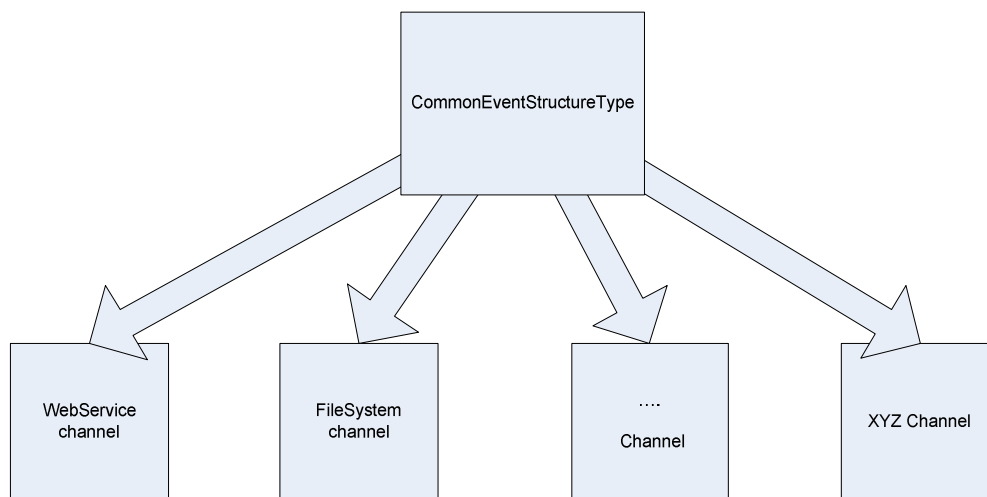 CommonEventStructureType
WebService
channel
FileSystem
channel
....
Channel
XYZ Channel